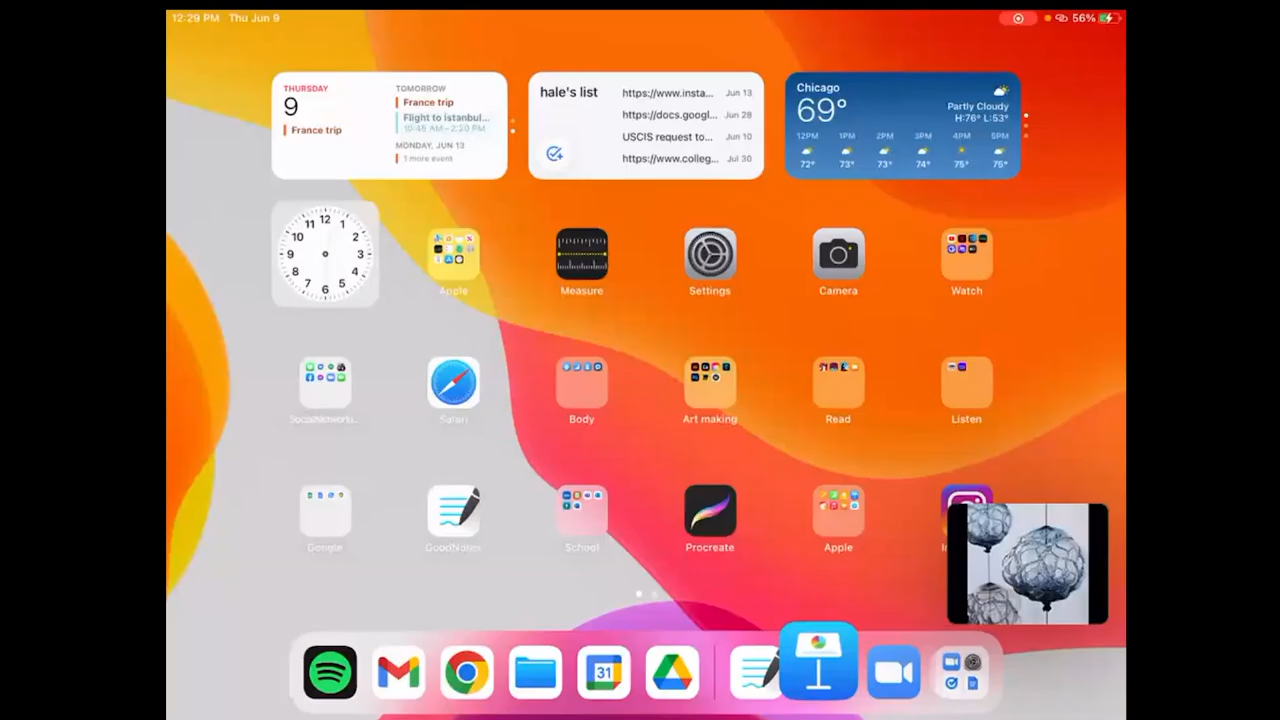 12:29 PM Thu Jun 9
56%
THURSDAY
9
France trip
TOMORROW
France trip
Flight to istanbul...
10:45 AM–2:20 PM
MONDAY, JUN 13
1 more event
hale's list
https://www.insta... Jun 13
https://docs.googl... Jun 28
USCIS request to... Jun 10
https://www.colleg... Jul 30
Chicago
69°
Partly Cloudy
H:76° L:53°
12PM 1PM 2PM 3PM 4PM 5PM
72° 73° 73° 74° 75° 75°
12 1 2 3 4 5 6 7 8 9 10 11
Apple
Measure
Settings
Camera
Watch
SocialNetworki...
Safari
Body
Art making
Read
Listen
Google
GoodNotes
School
Procreate
Apple
31